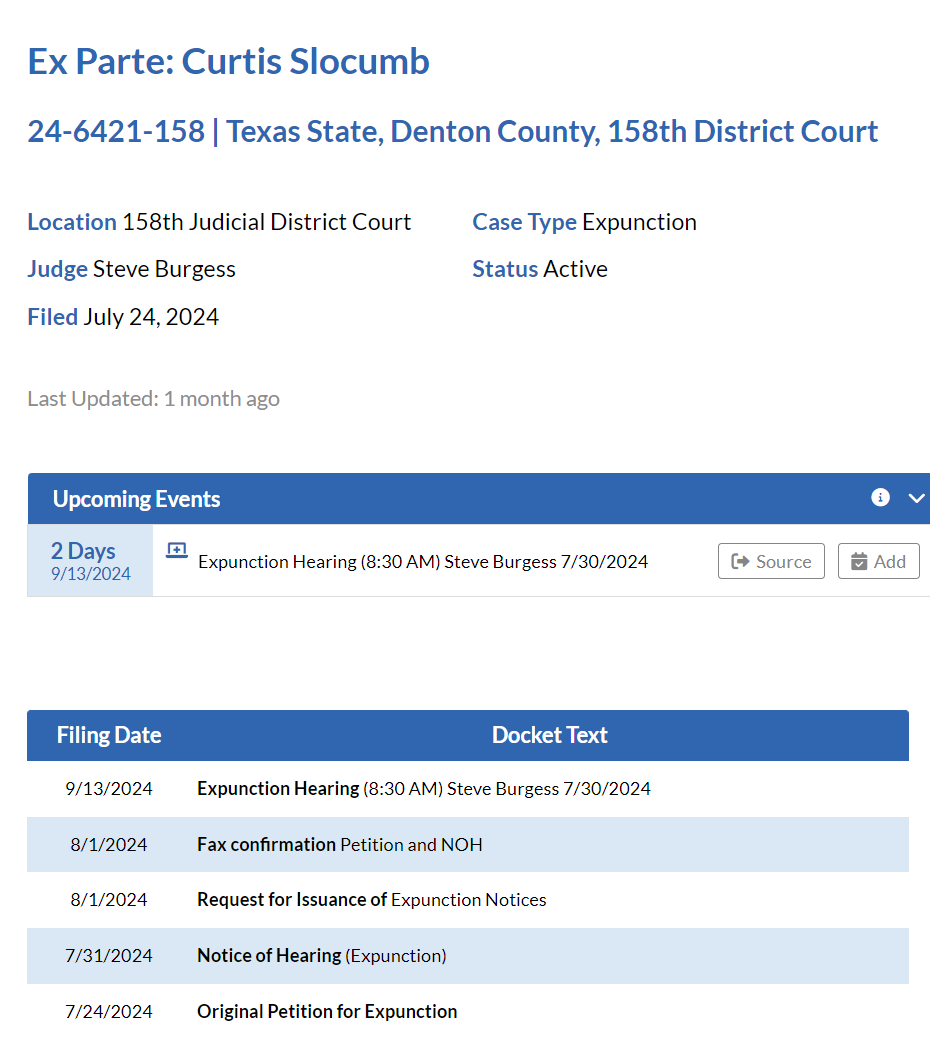 Ex Parte: Curtis Slocumb
24-6421-158 | Texas State, Denton County, 158th District Court
Location 158th Judicial District Court
Case Type Expunction
Judge Steve Burgess
Status Active
Filed July 24, 2024
Last Updated: 1 month ago
Upcoming Events
2 Days
9/13/2024
Expunction Hearing (8:30 AM) Steve Burgess 7/30/2024
Source
Add
Filing Date Docket Text
9/13/2024 Expunction Hearing (8:30 AM) Steve Burgess 7/30/2024
8/1/2024 Fax confirmation Petition and NOH
8/1/2024 Request for Issuance of Expunction Notices
7/31/2024 Notice of Hearing (Expunction)
7/24/2024 Original Petition for Expunction